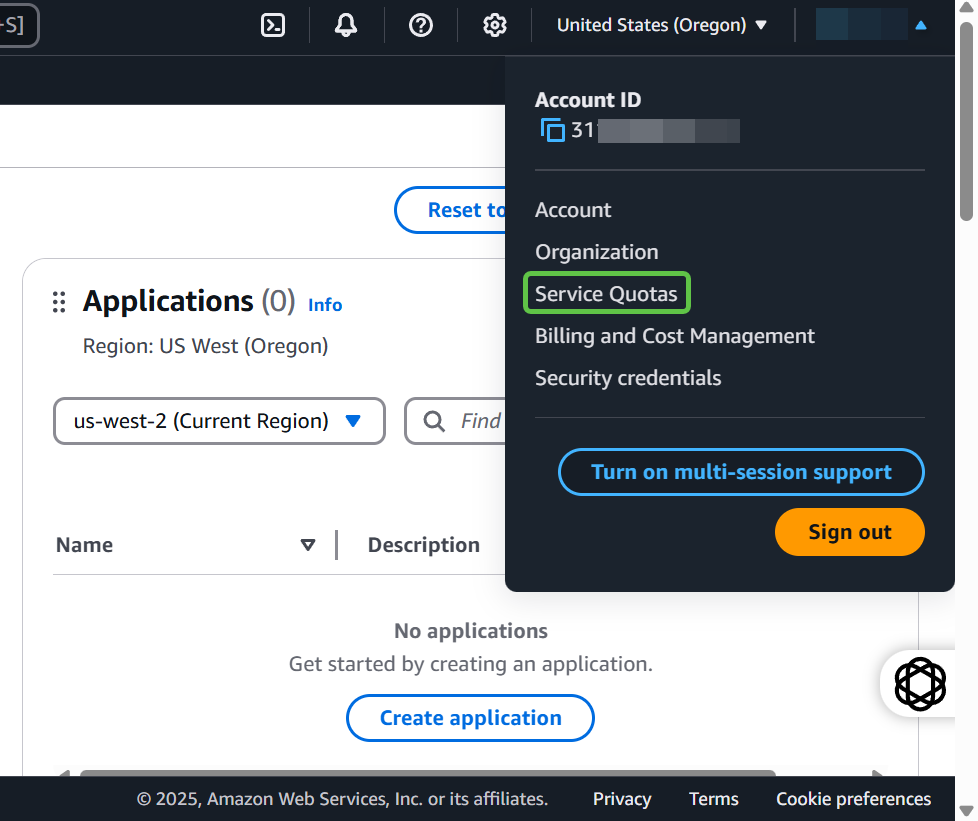 +S]
United States (Oregon)
Account ID
31
Account
Organization
Service Quotas
Billing and Cost Management
Security credentials
Turn on multi-session support
Sign out
Reset to
Applications (0) Info
Region: US West (Oregon)
us-west-2 (Current Region)
Find
Name
Description
No applications
Get started by creating an application.
Create application
© 2025, Amazon Web Services, Inc. or its affiliates. Privacy Terms Cookie preferences